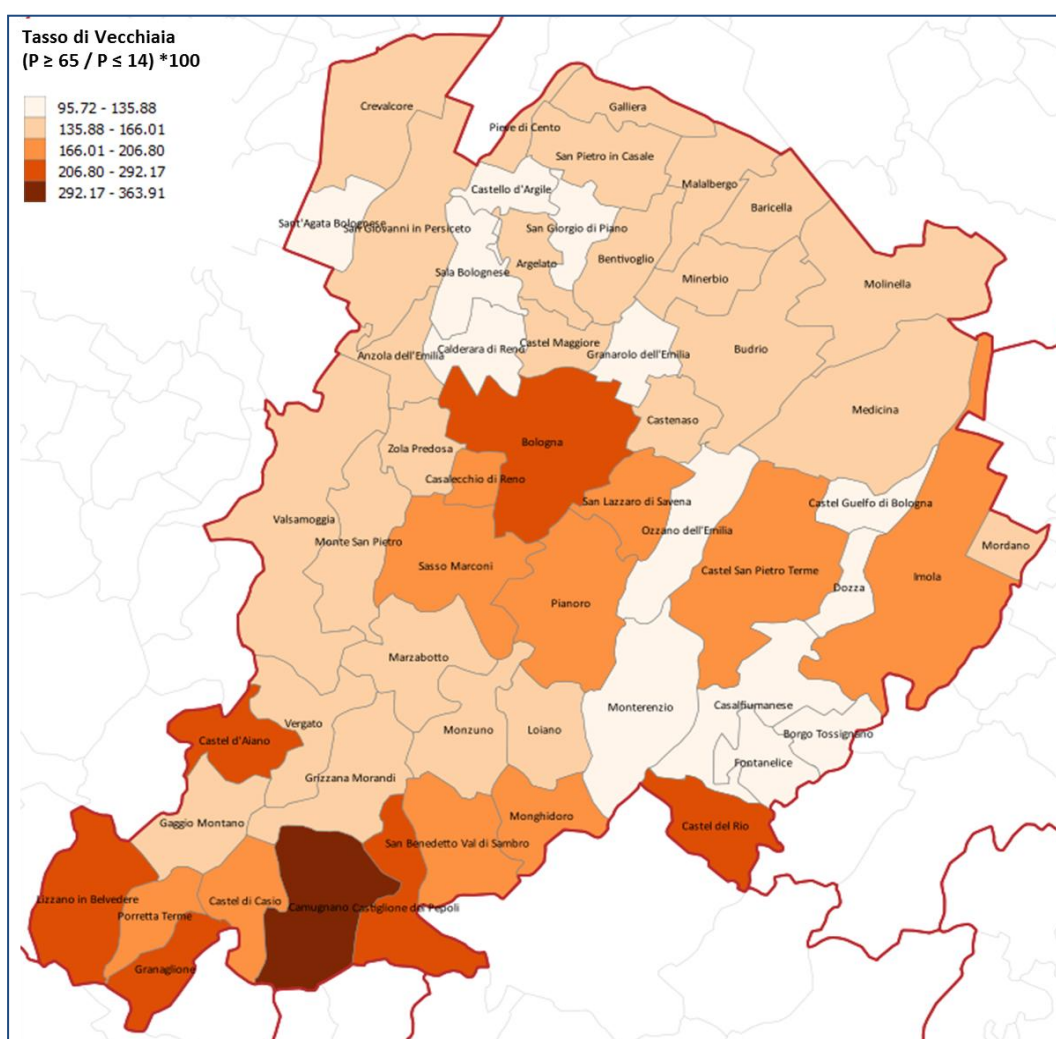 Tasso di Vecchiaia
(P ≥ 65 / P ≤ 14) *100
95.72 - 135.88
135.88 - 166.01
166.01 - 206.80
206.80 - 292.17
292.17 - 363.91
Crevalcore
Galliera
Pieve di Cento
San Pietro in Casale
Malalbergo
Castello d'Argile
Baricella
Sant'Agata Bolognese
San Giovanni in Persiceto
San Giorgio di Piano
Bentivoglio
Argelato
Sala Bolognese
Minerbio
Molinella
Castel Maggiore
Calderara di Reno
Budrio
Anzola dell'Emilia
Granarolo dell'Emilia
Medicina
Castenaso
Bologna
Zola Predosa
Casalecchio di Reno
San Lazzaro di Savena
Castel Guelfo di Bologna
Valsamoggia
Ozzano dell'Emilia
Monte San Pietro
Mordano
Sasso Marconi
Castel San Pietro Terme
Imola
Dozza
Pianoro
Marzabotto
Monterenzio
Casalfiumanese
Vergato
Monzuno
Loiano
Borgo Tossignano
Castel d'Aiano
Fontanelice
Grizzana Morandi
Monghidoro
Gaggio Montano
Castel del Rio
San Benedetto Val di Sambro
Lizzano in Belvedere
Castel di Casio
Camugnano
Castiglione dei Pepoli
Porretta Terme
Granaglione